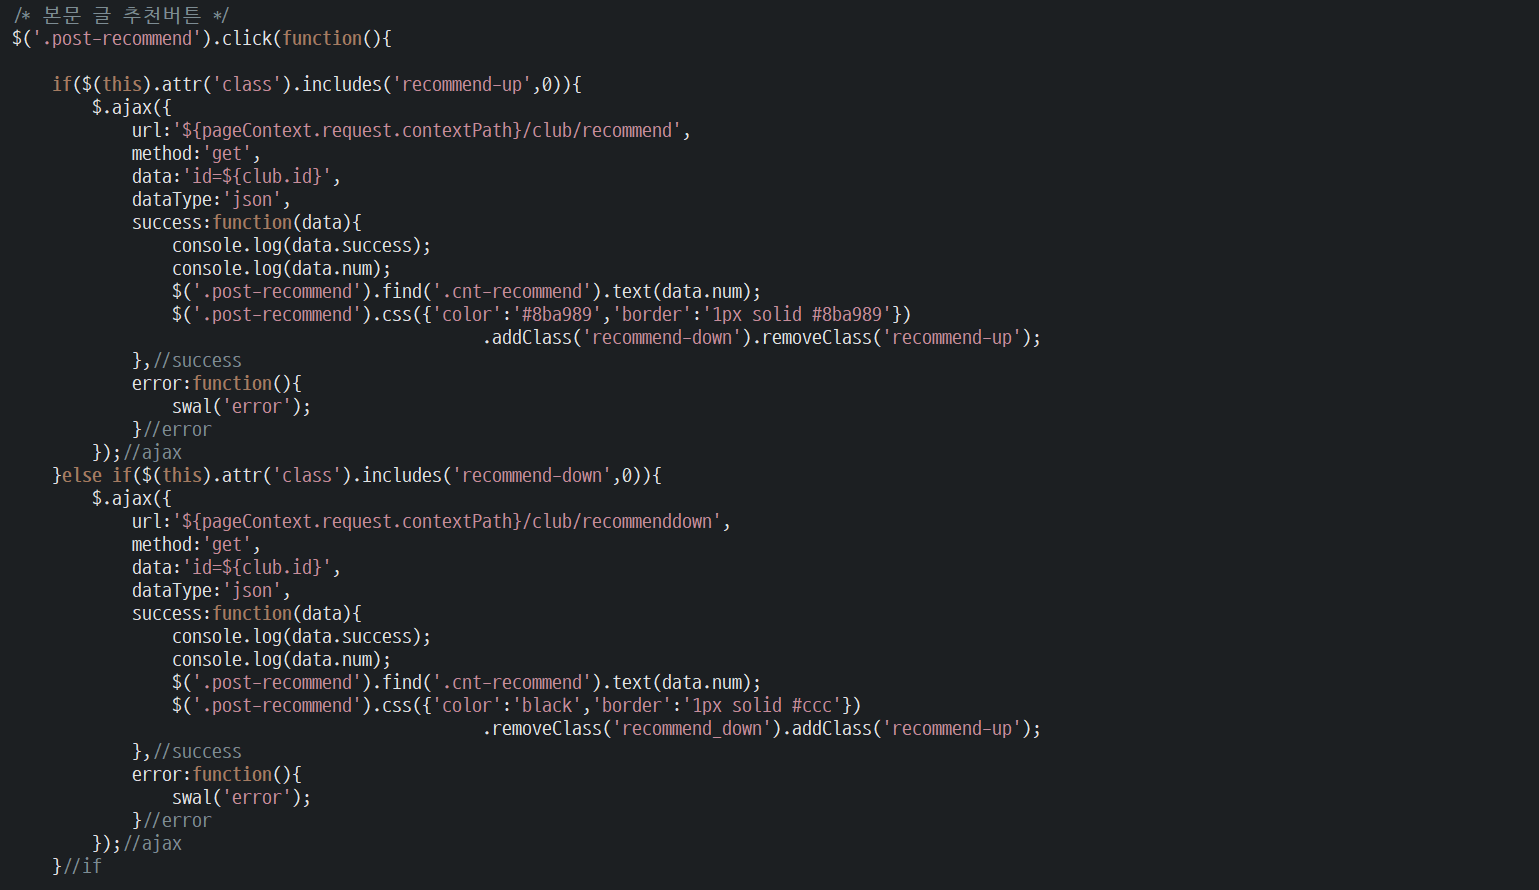 /* 본문 글 추천버튼 */
$('.post-recommend').click(function(){
if($(this).attr('class').includes('recommend-up',0)){
$.ajax({
url:'${pageContext.request.contextPath}/club/recommend',
method:'get',
data:'id=${club.id}',
dataType:'json',
success:function(data){
console.log(data.success);
console.log(data.num);
$('.post-recommend').find('.cnt-recommend').text(data.num);
$('.post-recommend').css({'color':'#8ba989','border':'1px solid #8ba989'})
.addClass('recommend-down').removeClass('recommend-up');
},//success
error:function(){
swal('error');
}//error
});//ajax
}else if($(this).attr('class').includes('recommend-down',0)){
$.ajax({
url:'${pageContext.request.contextPath}/club/recommenddown',
method:'get',
data:'id=${club.id}',
dataType:'json',
success:function(data){
console.log(data.success);
console.log(data.num);
$('.post-recommend').find('.cnt-recommend').text(data.num);
$('.post-recommend').css({'color':'black','border':'1px solid #ccc'})
.removeClass('recommend_down').addClass('recommend-up');
},//success
error:function(){
swal('error');
}//error
});//ajax
}//if